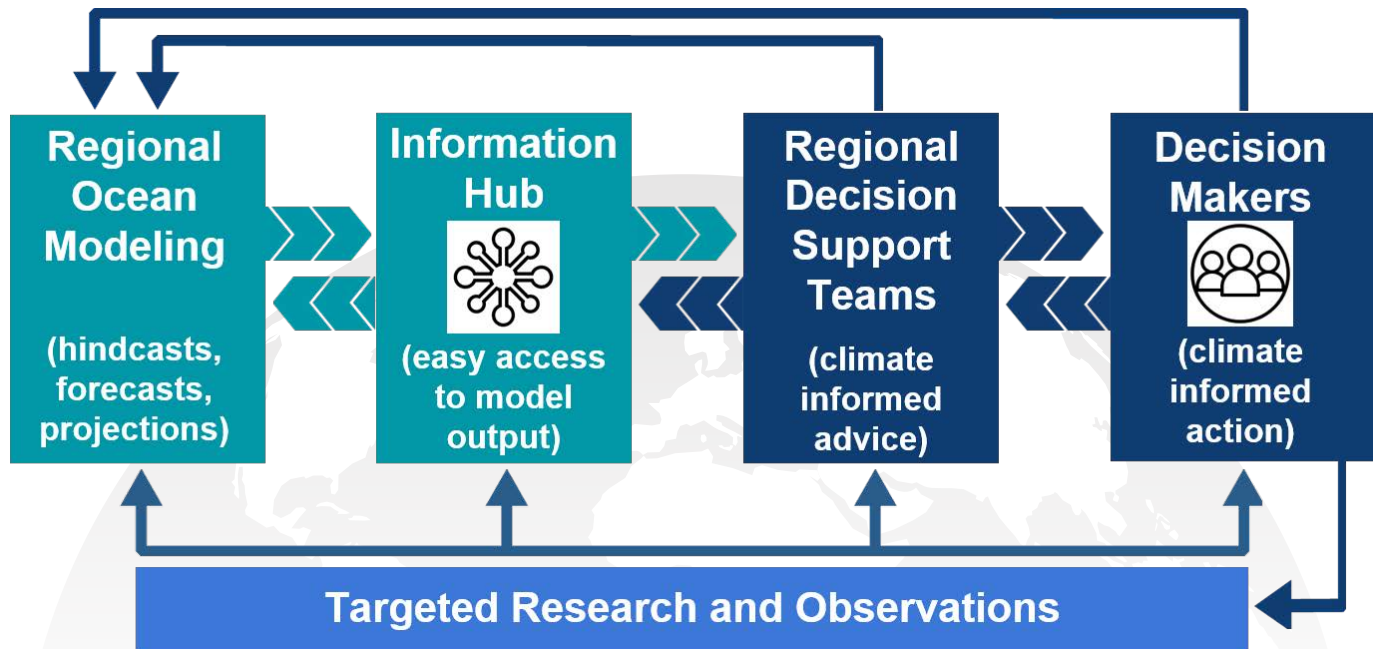 Regional
Ocean
Modeling
(hindcasts,
forecasts,
projections)
Information
Hub
(easy access
to model
output)
Regional
Decision
Support
Teams
(climate
informed
advice)
Decision
Makers
(climate
informed
action)
Targeted Research and Observations